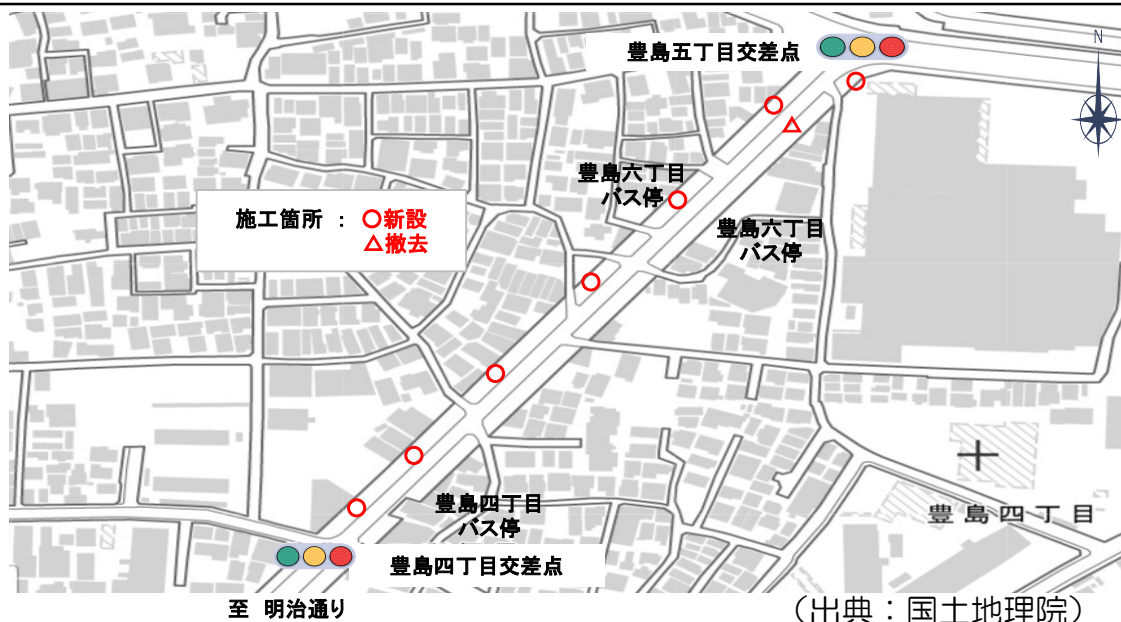 豊島五丁目交差点
N
豊島六丁目
バス停
施工箇所 : ○新設
△撤去
豊島六丁目
バス停
豊島四丁目
バス停
豊島四丁目
豊島四丁目交差点
至 明治通り
(出典:国土地理院)